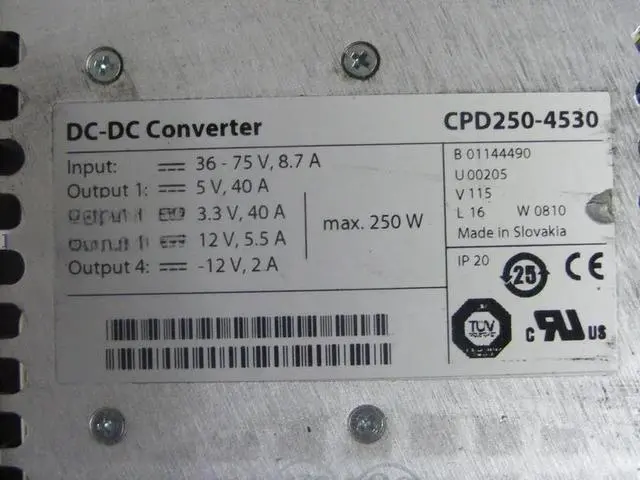 DC-DC Converter
CPD250-4530
Input: 36 - 75 V, 8.7 A
Output 1: 5 V, 40 A
3.3 V, 40 A
12 V, 5.5 A
Output 4: -12 V, 2 A
max. 250 W
B 01144490
U 00205
V 115
L 16 W 0810
Made in Slovakia
IP 20
25
CE
TÜV
c RU US